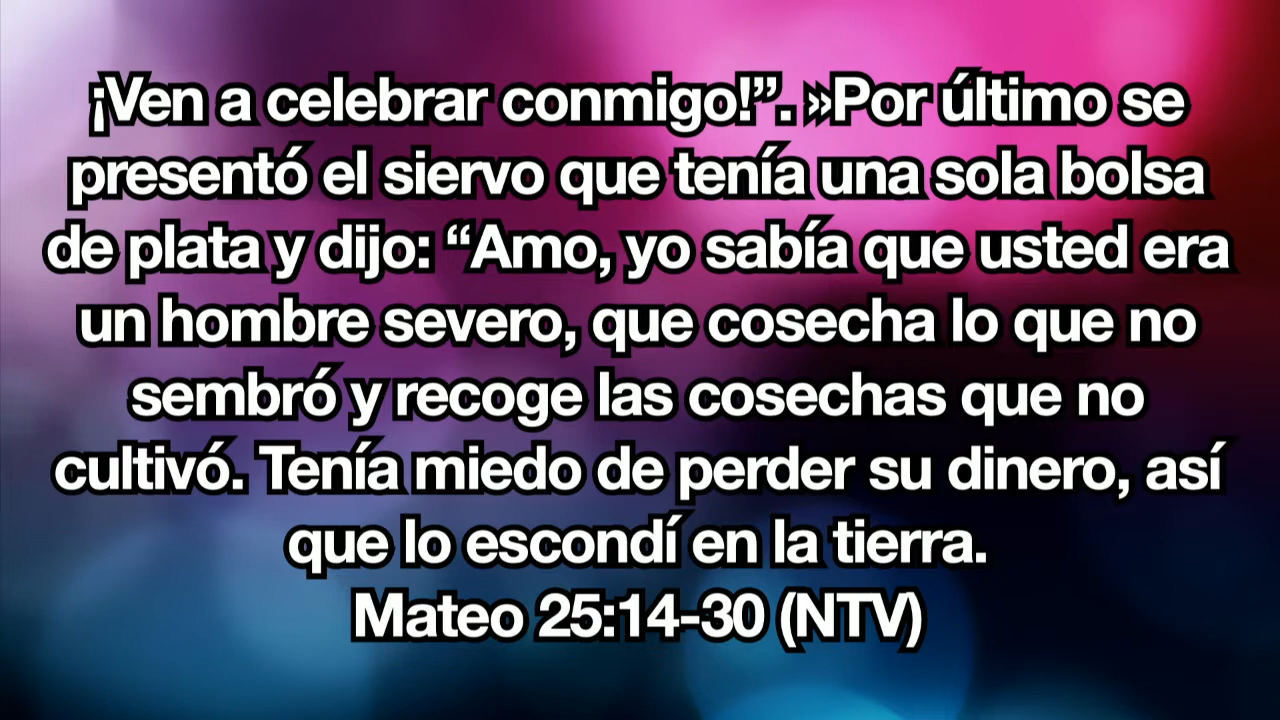 ¡Ven a celebrar conmigo!”. »Por último se
presentó el siervo que tenía una sola bolsa
de plata y dijo: “Amo, yo sabía que usted era
un hombre severo, que cosecha lo que no
sembró y recoge las cosechas que no
cultivó. Tenía miedo de perder su dinero, así
que lo escondí en la tierra.
Mateo 25:14-30 (NTV)